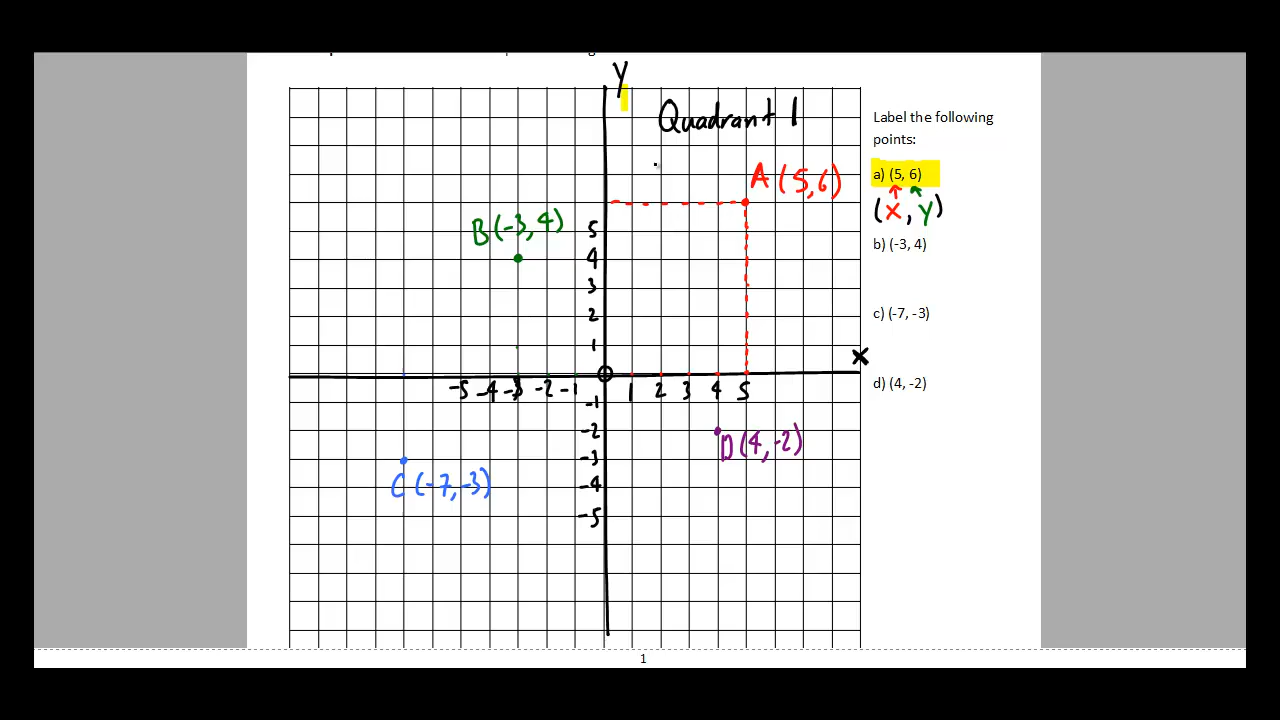 Y
Quadrant 1
A (5,6)
B(-3, 4)
5
4
3
2
1
X
-5 -4 -3 -2 -1 0 1 2 3 4 5
-1
-2
-3
-4
-5
D(4, -2)
C (-7, -3)
Label the following
points:
a) (5, 6)
(x, y)
b) (-3, 4)
c) (-7, -3)
d) (4, -2)
1